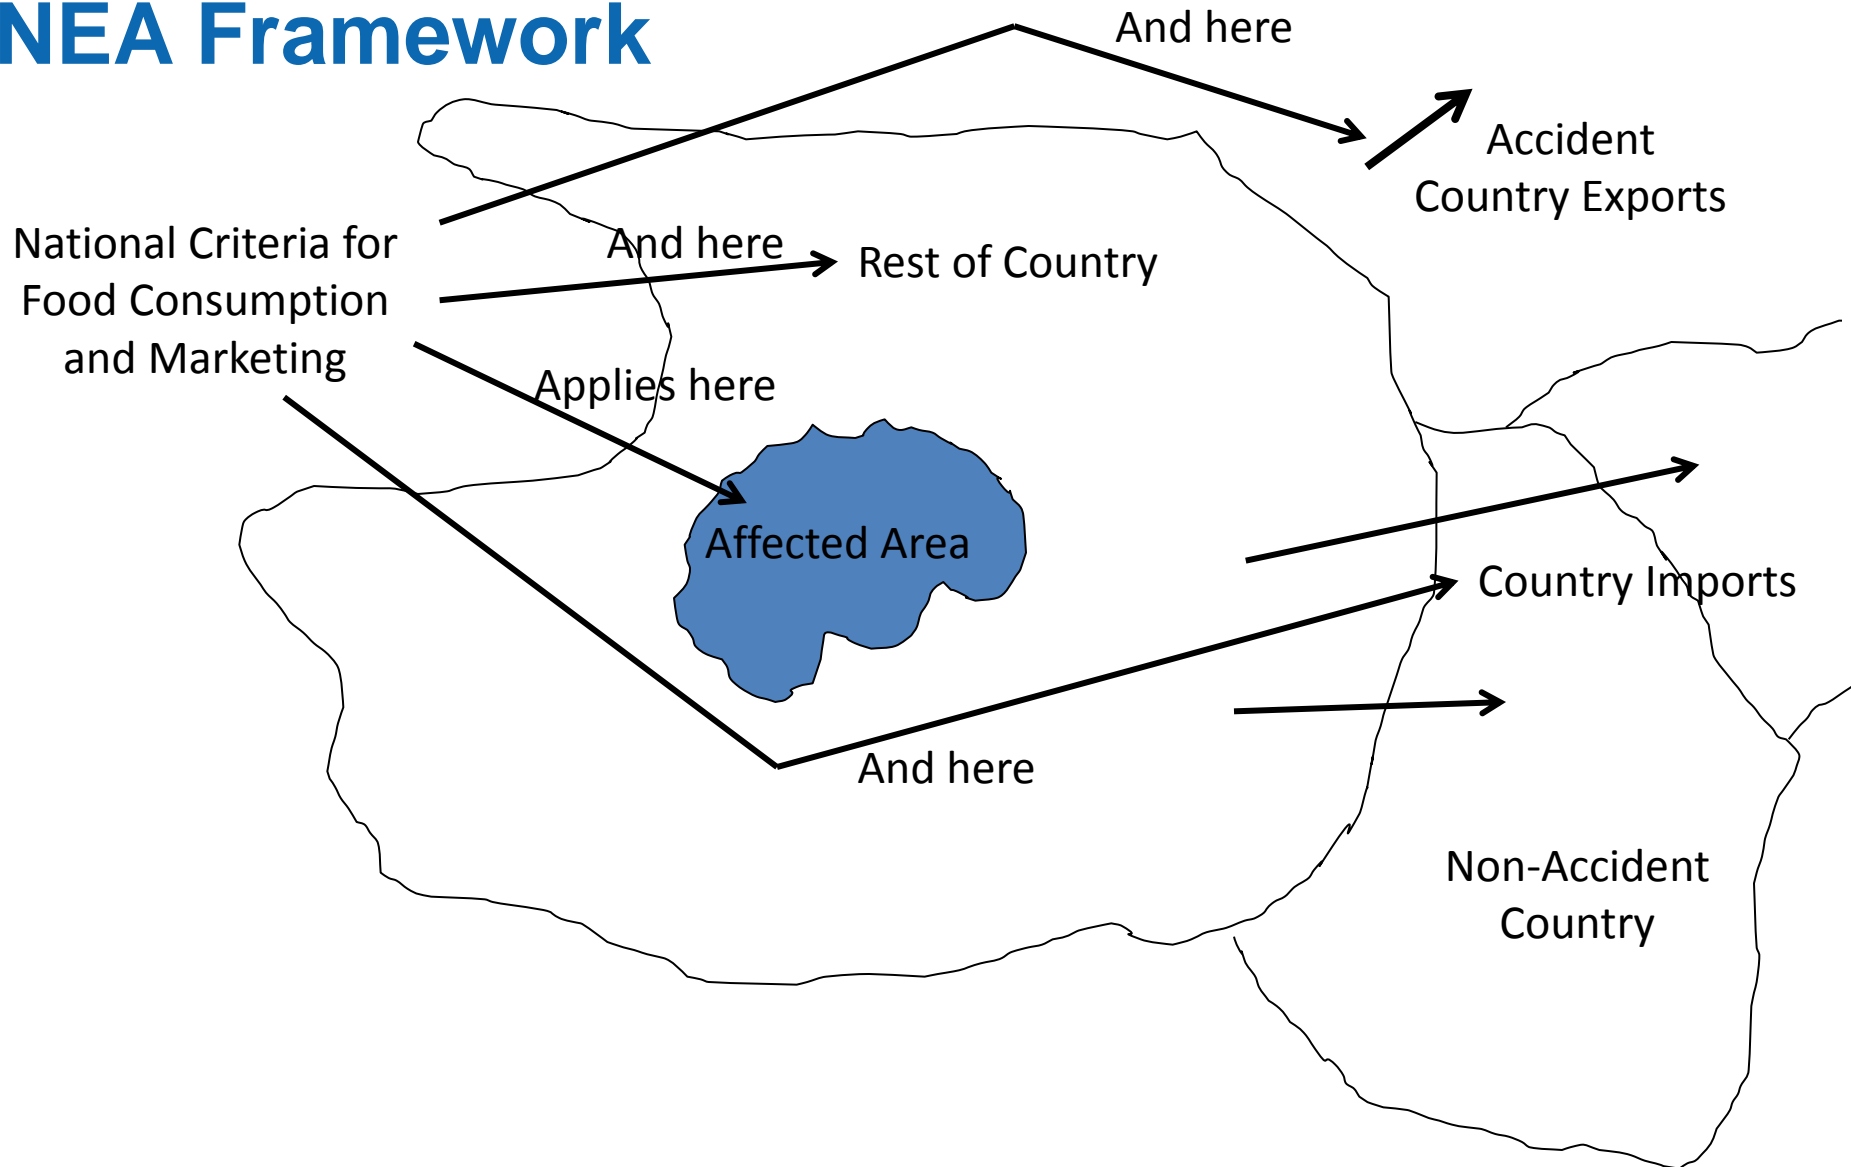 NEA Framework
And here
Accident
Country Exports
National Criteria for
Food Consumption
and Marketing
And here
Rest of Country
Applies here
Affected Area
Country Imports
And here
Non-Accident
Country